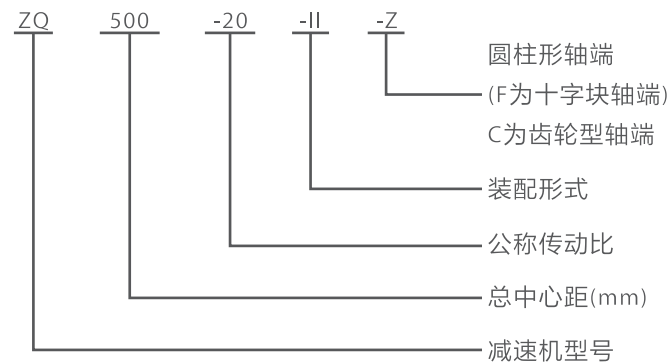 ZQ 500 -20 -II -Z
圆柱形轴端
(F为十字块轴端)
C为齿轮型轴端
装配形式
公称传动比
总中心距(mm)
减速机型号